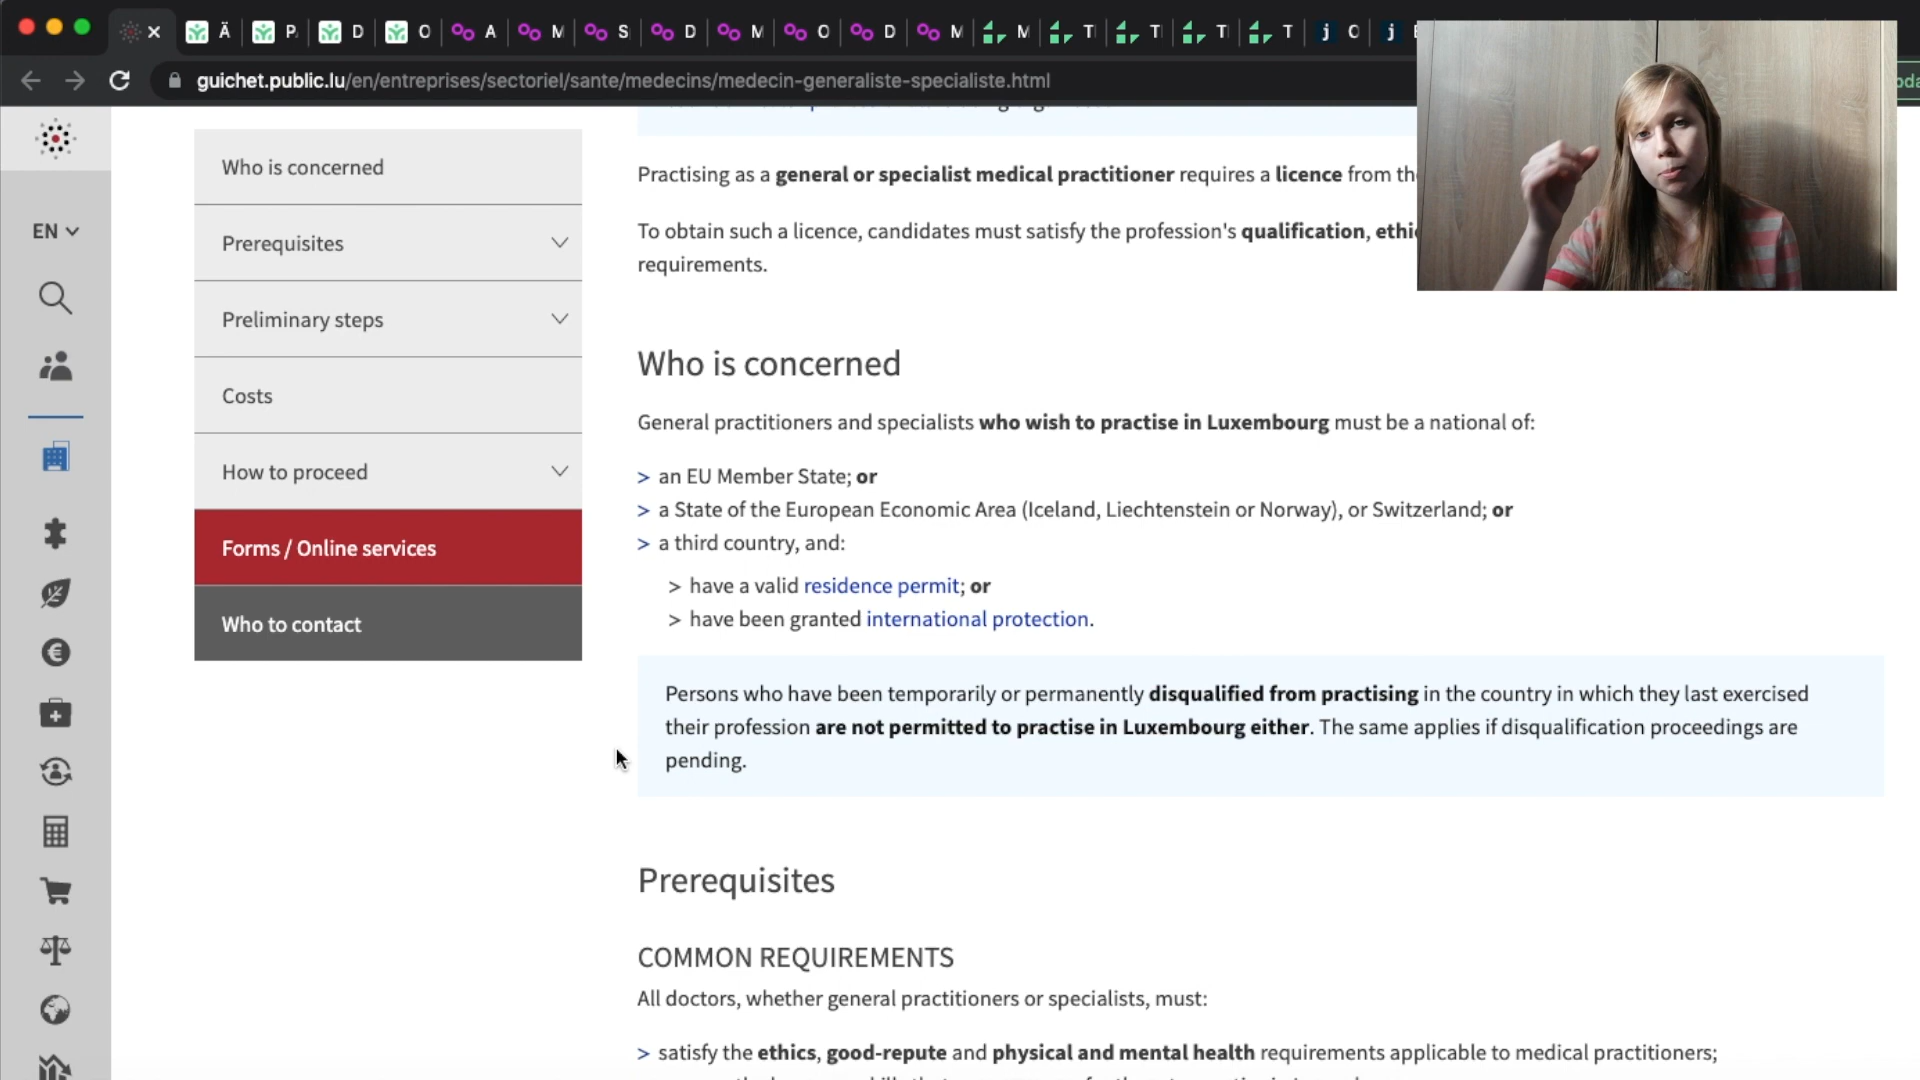 Ä
P
D
O
A
M
S
D
M
O
D
M
M
T
T
T
T
j
O
j
guichet.public.lu/en/entreprises/sectoriel/sante/medecins/medecin-generaliste-specialiste.html
EN
Who is concerned
Prerequisites
Preliminary steps
Costs
How to proceed
Forms / Online services
Who to contact
Practising as a general or specialist medical practitioner requires a licence from
To obtain such a licence, candidates must satisfy the profession's qualification,
requirements.
Who is concerned
General practitioners and specialists who wish to practise in Luxembourg must be a national of:
> an EU Member State; or
> a State of the European Economic Area (Iceland, Liechtenstein or Norway), or Switzerland; or
> a third country, and:
> have a valid residence permit; or
> have been granted international protection.
Persons who have been temporarily or permanently disqualified from practising in the country in which they last exercised
their profession are not permitted to practise in Luxembourg either. The same applies if disqualification proceedings are
pending.
Prerequisites
COMMON REQUIREMENTS
All doctors, whether general practitioners or specialists, must:
> satisfy the ethics, good-repute and physical and mental health requirements applicable to medical practitioners;